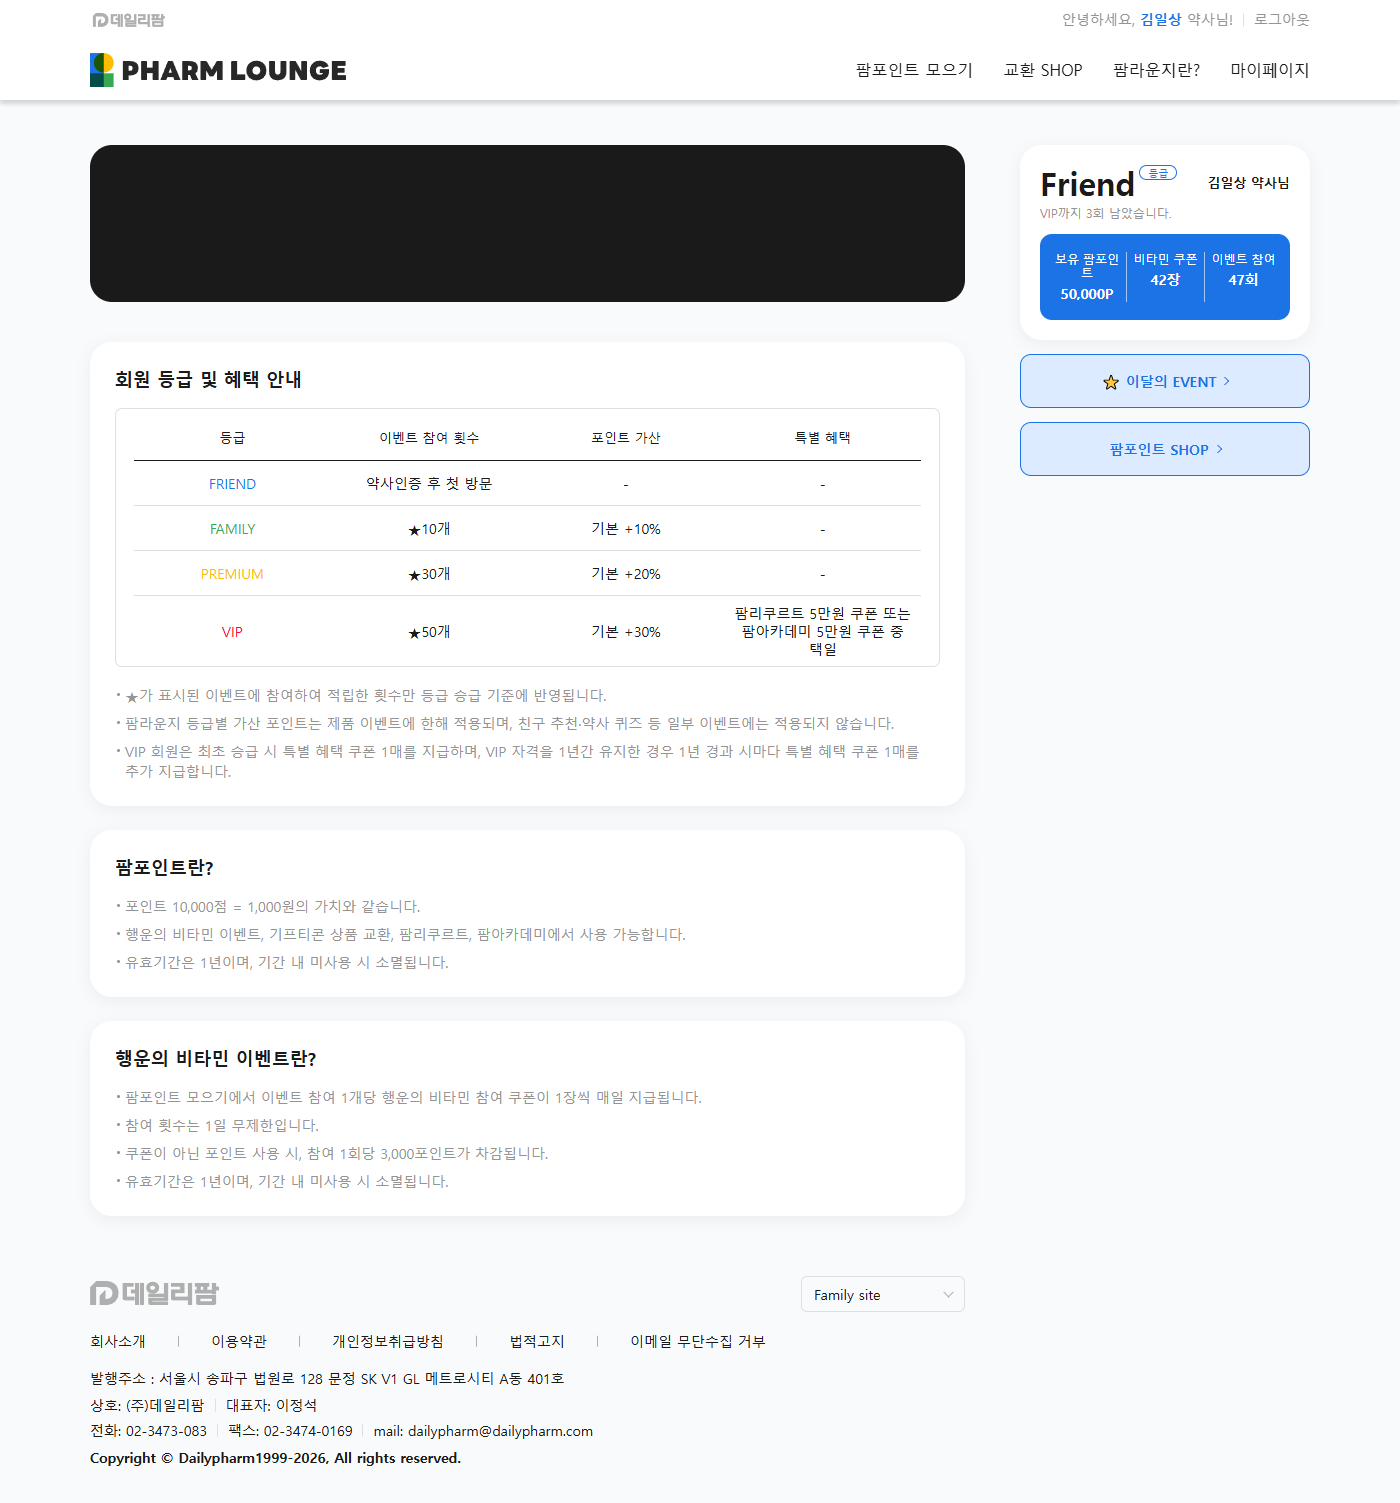 데일리팜
안녕하세요, 김일상 약사님! 로그아웃
PHARM LOUNGE
팜포인트 모으기 교환 SHOP 팜라운지란? 마이페이지
Friend 등급
김일상 약사님
VIP까지 3회 남았습니다.
보유 팜포인트
50,000P
비타민 쿠폰
42장
이벤트 참여
47회
이달의 EVENT
팜포인트 SHOP
회원 등급 및 혜택 안내
등급 이벤트 참여 횟수 포인트 가산 특별 혜택
FRIEND 약사인증 후 첫 방문 - -
FAMILY ★10개 기본 +10% -
PREMIUM ★30개 기본 +20% -
VIP ★50개 기본 +30% 팜리쿠르트 5만원 쿠폰 또는
팜아카데미 5만원 쿠폰 중
택일
• ★가 표시된 이벤트에 참여하여 적립한 횟수만 등급 승급 기준에 반영됩니다.
• 팜라운지 등급별 가산 포인트는 제품 이벤트에 한해 적용되며, 친구 추천·약사 퀴즈 등 일부 이벤트에는 적용되지 않습니다.
• VIP 회원은 최초 승급 시 특별 혜택 쿠폰 1매를 지급하며, VIP 자격을 1년간 유지한 경우 1년 경과 시마다 특별 혜택 쿠폰 1매를
추가 지급합니다.
팜포인트란?
• 포인트 10,000점 = 1,000원의 가치와 같습니다.
• 행운의 비타민 이벤트, 기프티콘 상품 교환, 팜리쿠르트, 팜아카데미에서 사용 가능합니다.
• 유효기간은 1년이며, 기간 내 미사용 시 소멸됩니다.
행운의 비타민 이벤트란?
• 팜포인트 모으기에서 이벤트 참여 1개당 행운의 비타민 참여 쿠폰이 1장씩 매일 지급됩니다.
• 참여 횟수는 1일 무제한입니다.
• 쿠폰이 아닌 포인트 사용 시, 참여 1회당 3,000포인트가 차감됩니다.
• 유효기간은 1년이며, 기간 내 미사용 시 소멸됩니다.
데일리팜
Family site
회사소개 이용약관 개인정보취급방침 법적고지 이메일 무단수집 거부
발행주소 : 서울시 송파구 법원로 128 문정 SK V1 GL 메트로시티 A동 401호
상호: (주)데일리팜 대표자: 이정석
전화: 02-3473-083 팩스: 02-3474-0169 mail: dailypharm@dailypharm.com
Copyright © Dailypharm1999-2026, All rights reserved.